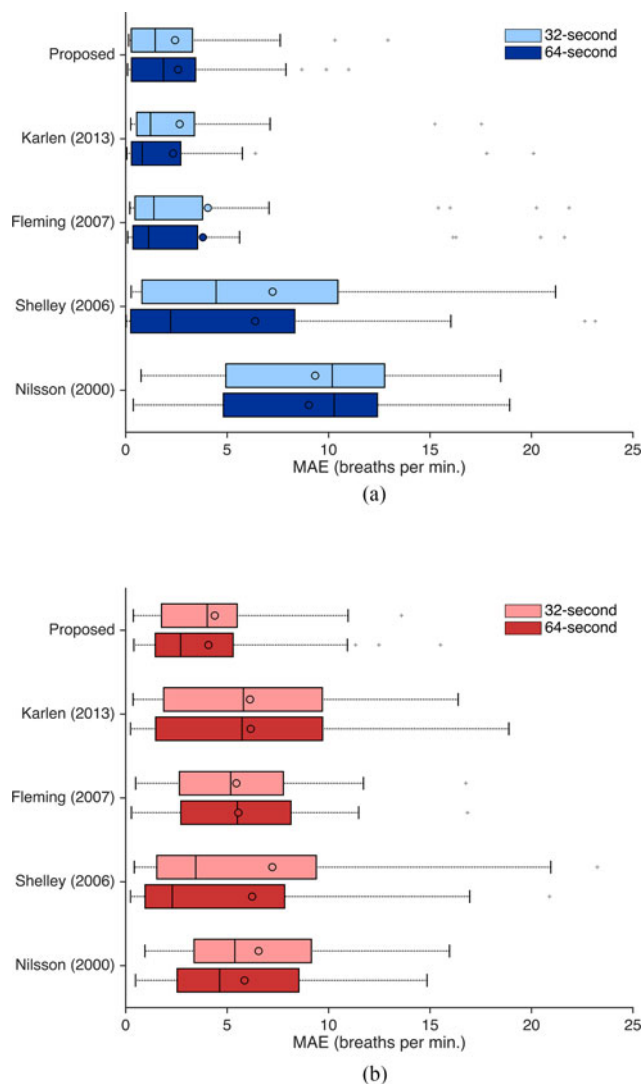 32-second
64-second
Proposed
Karlen (2013)
Fleming (2007)
Shelley (2006)
Nilsson (2000)
0 5 10 15 20 25
MAE (breaths per min.)
(a)
32-second
64-second
Proposed
Karlen (2013)
Fleming (2007)
Shelley (2006)
Nilsson (2000)
0 5 10 15 20 25
MAE (breaths per min.)
(b)